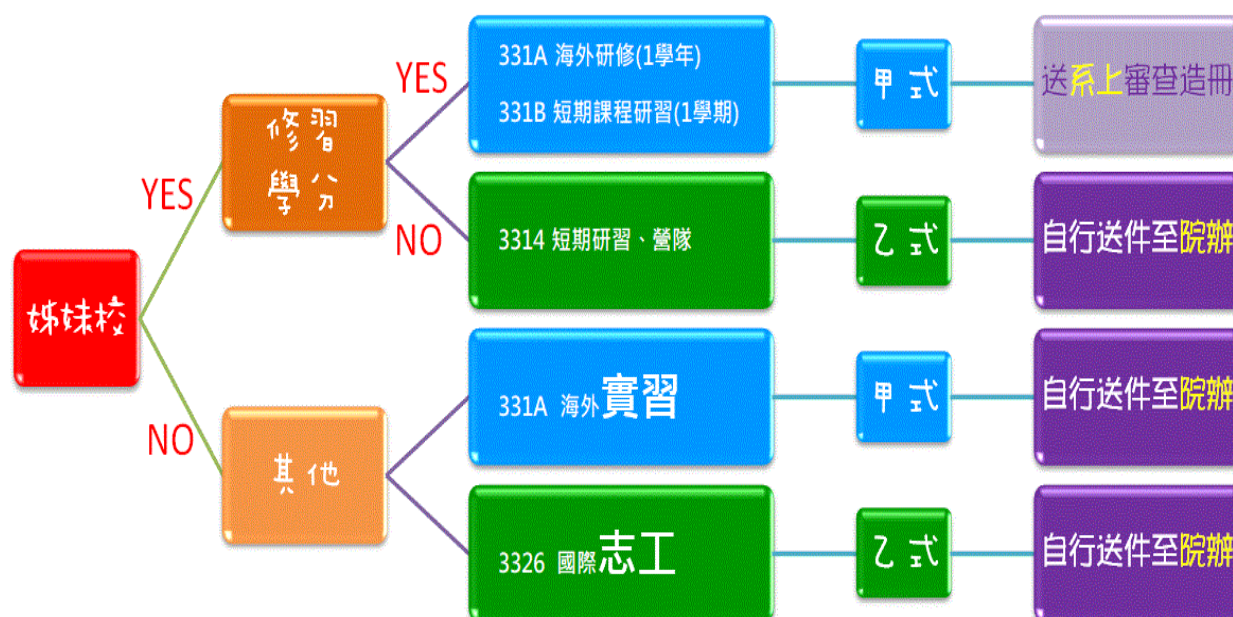 姊妹校
YES
NO
修習
學分
其他
YES
NO
331A 海外研修(1學年)
331B 短期課程研習(1學期)
甲式
送系上審查造冊
3314 短期研習、營隊
乙式
自行送件至院辦
331A 海外實習
甲式
自行送件至院辦
3326 國際志工
乙式
自行送件至院辦